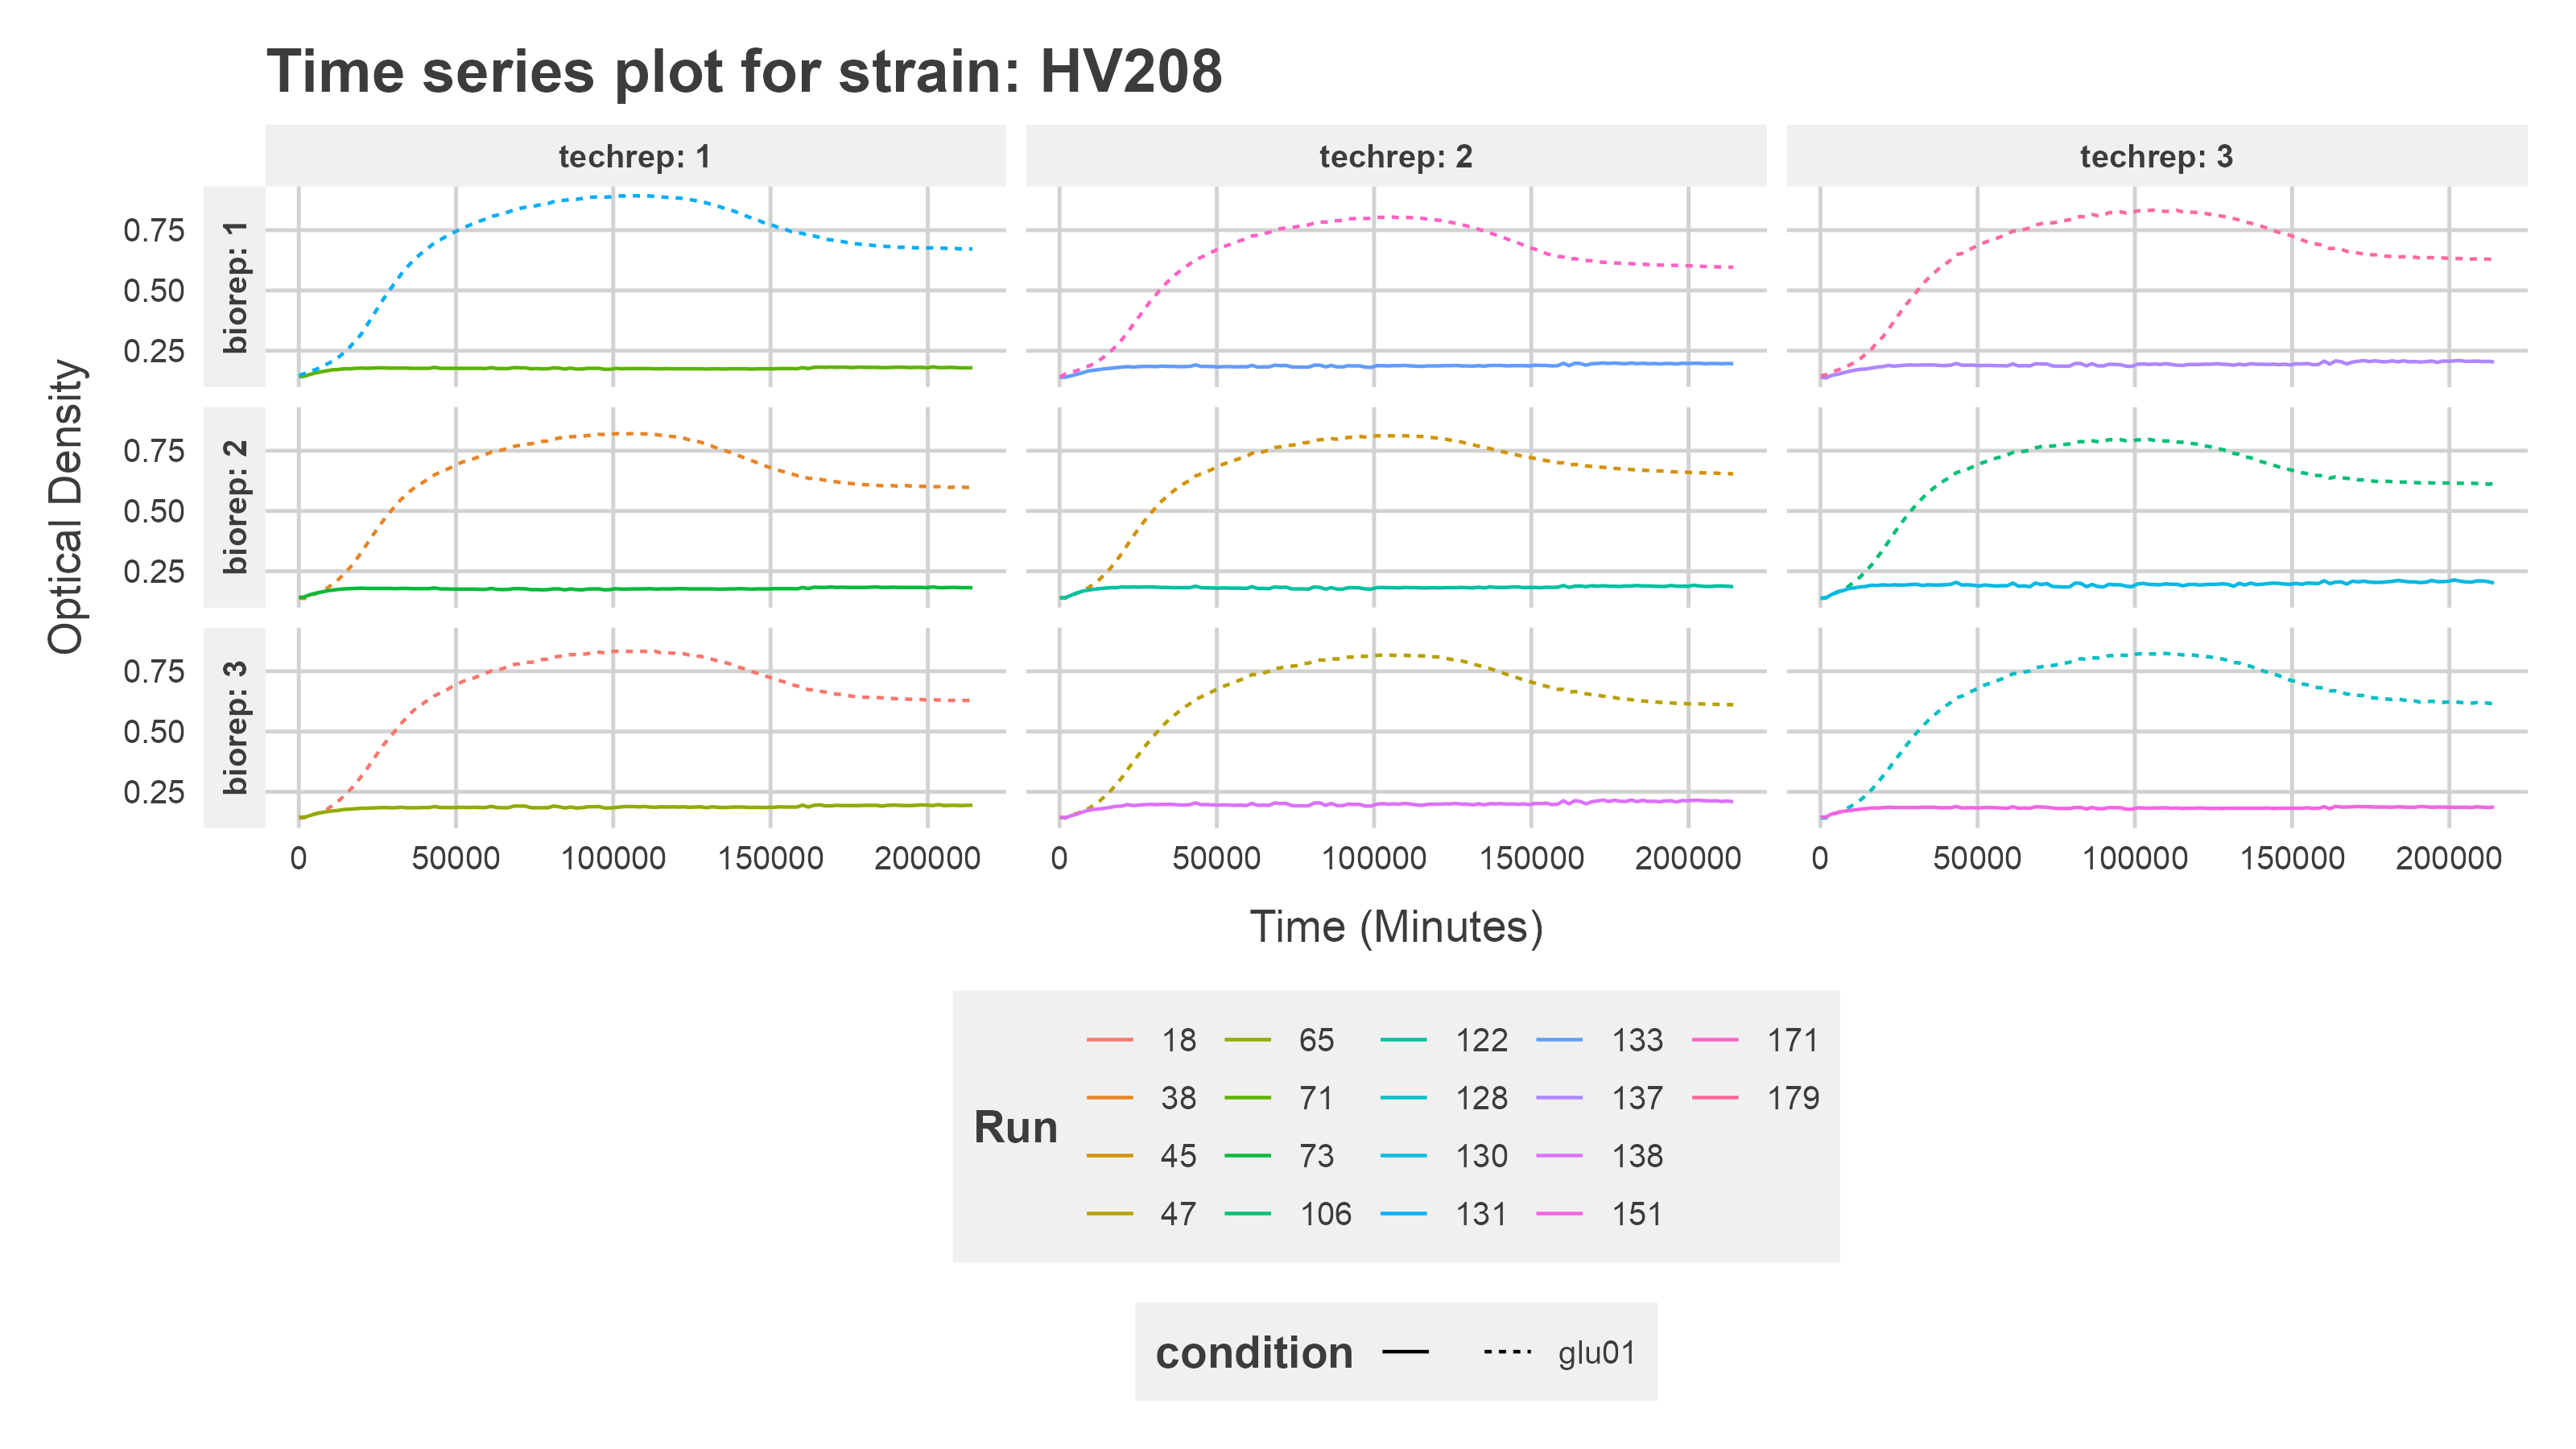 Time series plot for strain: HV208
techrep: 1 techrep: 2 techrep: 3
Optical Density
biorep: 1
0.75
0.50
0.25
biorep: 2
0.75
0.50
0.25
biorep: 3
0.75
0.50
0.25
0 50000 100000 150000 200000 0 50000 100000 150000 200000 0 50000 100000 150000 200000
Time (Minutes)
Run
18 65 122 133 171
38 71 128 137 179
45 73 130 138
47 106 131 151
condition glu01